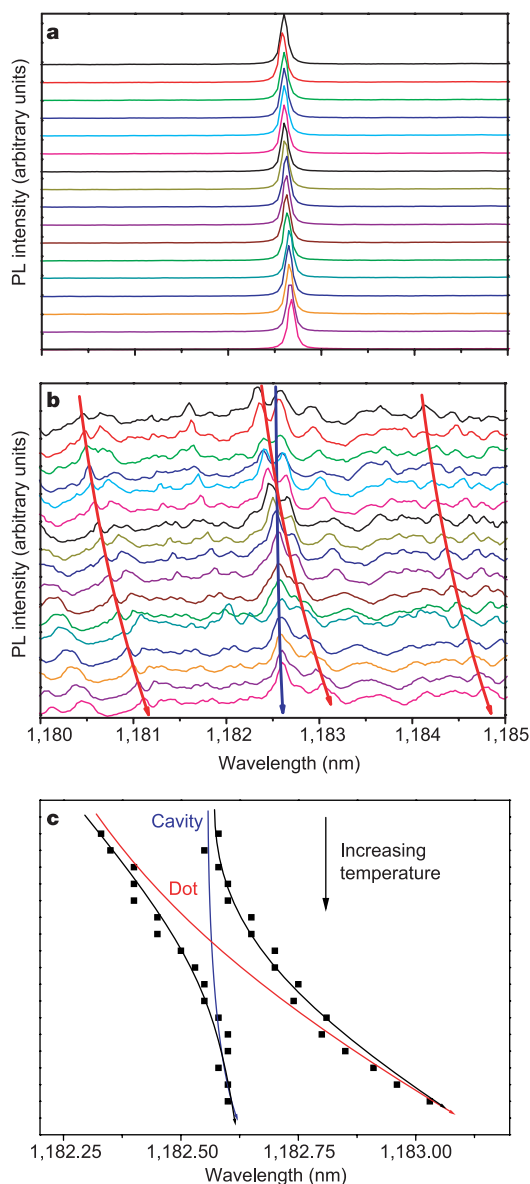 a
PL intensity (arbitrary units)
b
PL intensity (arbitrary units)
1,180 1,181 1,182 1,183 1,184 1,185
Wavelength (nm)
c
Cavity
Dot
Increasing
temperature
1,182.25 1,182.50 1,182.75 1,183.00
Wavelength (nm)